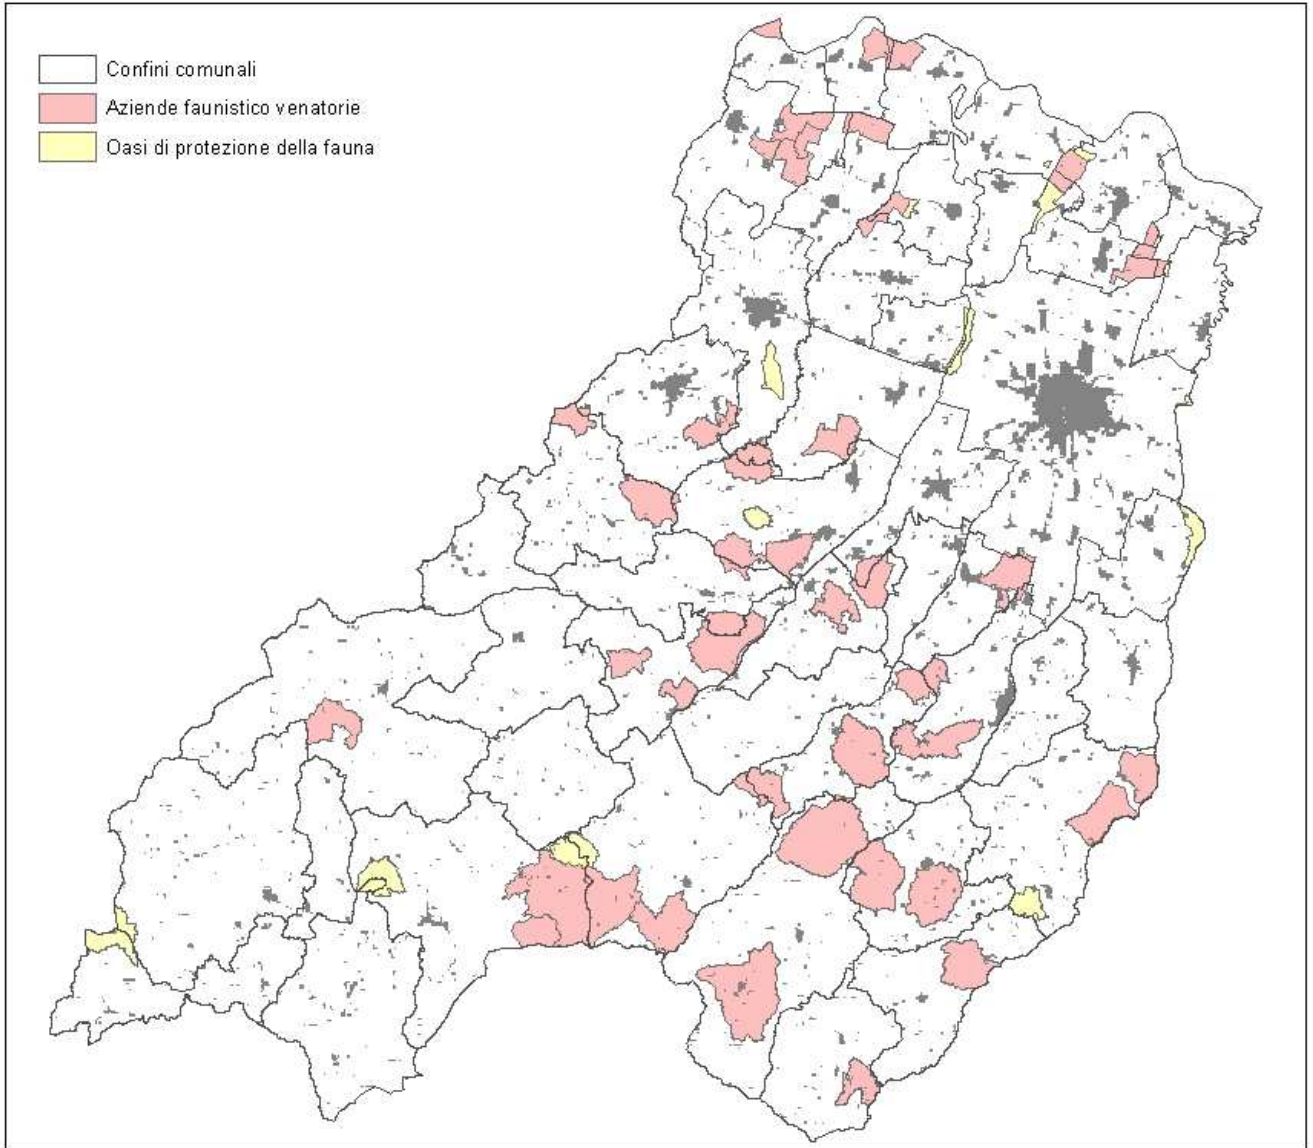 Confini comunali
Aziende faunistico venatorie
Oasi di protezione della fauna